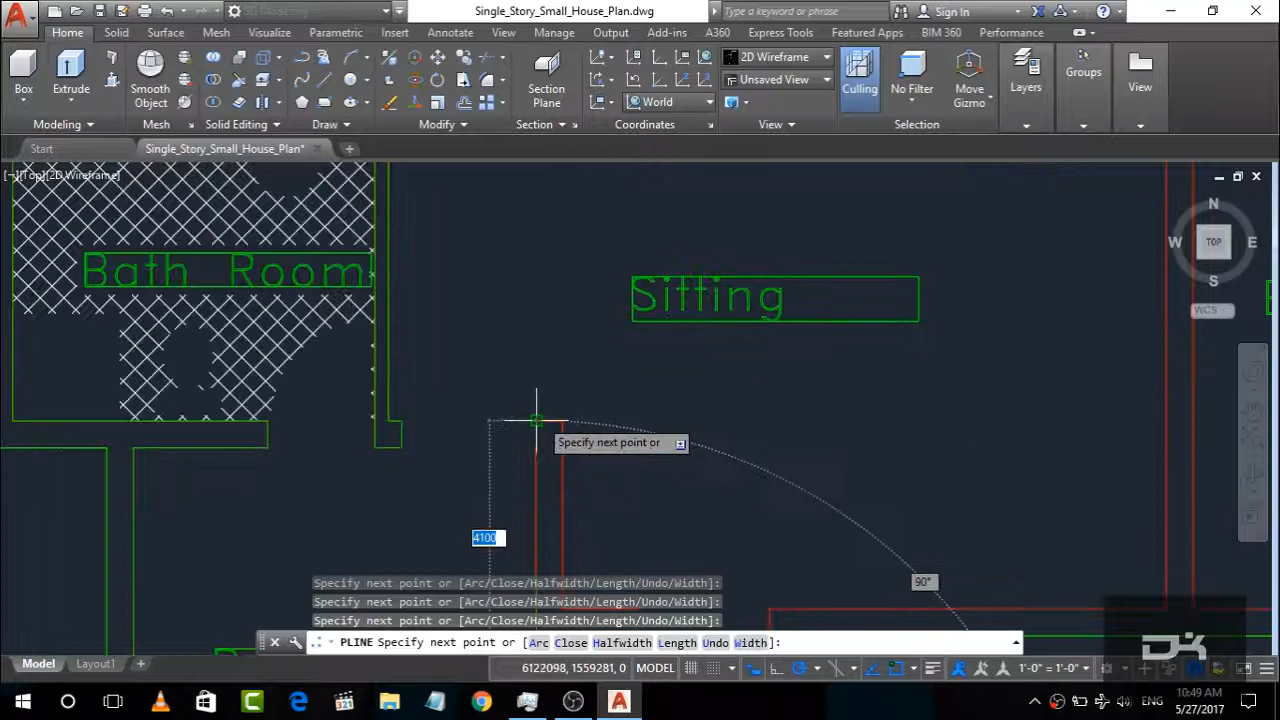 Single_Story_Small_House_Plan.dwg
Type a keyword or phrase
Sign In
Home Solid Surface Mesh Visualize Parametric Insert Annotate View Manage Output Add-ins A360 Express Tools Featured Apps BIM 360 Performance
Box Extrude Smooth Object Section Plane
2D Wireframe
Unsaved View
World
Culling No Filter Move Gizmo Layers Groups View
Modeling Mesh Solid Editing Draw Modify Section Coordinates View Selection
Start Single_Story_Small_House_Plan*
[−][Top][2D Wireframe]
N
W TOP E
S
WCS
Bath Room
Sitting
Specify next point or
4100
90°
Specify next point or [Arc/Close/Halfwidth/Length/Undo/Width]:
Specify next point or [Arc/Close/Halfwidth/Length/Undo/Width]:
Specify next point or [Arc/Close/Halfwidth/Length/Undo/Width]:
PLINE Specify next point or [Arc Close Halfwidth Length Undo Width]:
DK
Model Layout1
6122098, 1559281, 0 MODEL 1'-0" = 1'-0"
321
ENG
10:49 AM
5/27/2017